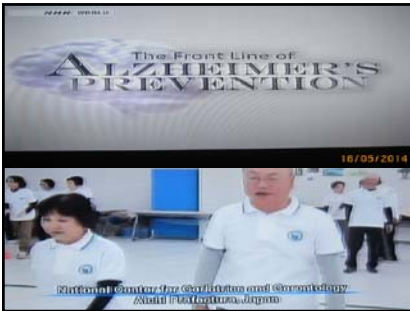 NHK WORLD
The Front Line of
ALZHEIMER'S
PREVENTION
16/05/2014
National Center for Geriatrics and Gerontology
Aichi Prefecture, Japan